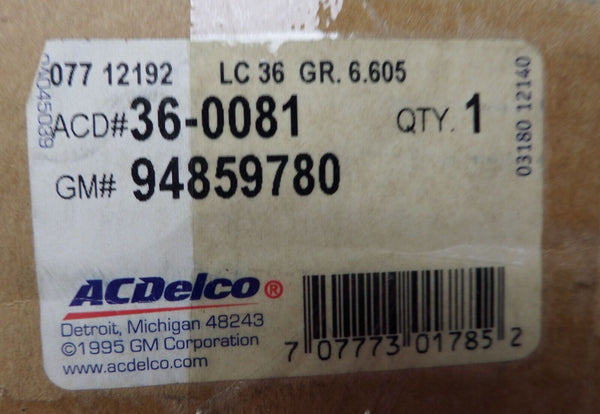 077 12192 LC 36 GR. 6.605
ACD# 36-0081 QTY. 1
GM# 94859780
03180 12140
ACDelco®
Detroit, Michigan 48243
©1995 GM Corporation
www.acdelco.com
7 07773 01785 2